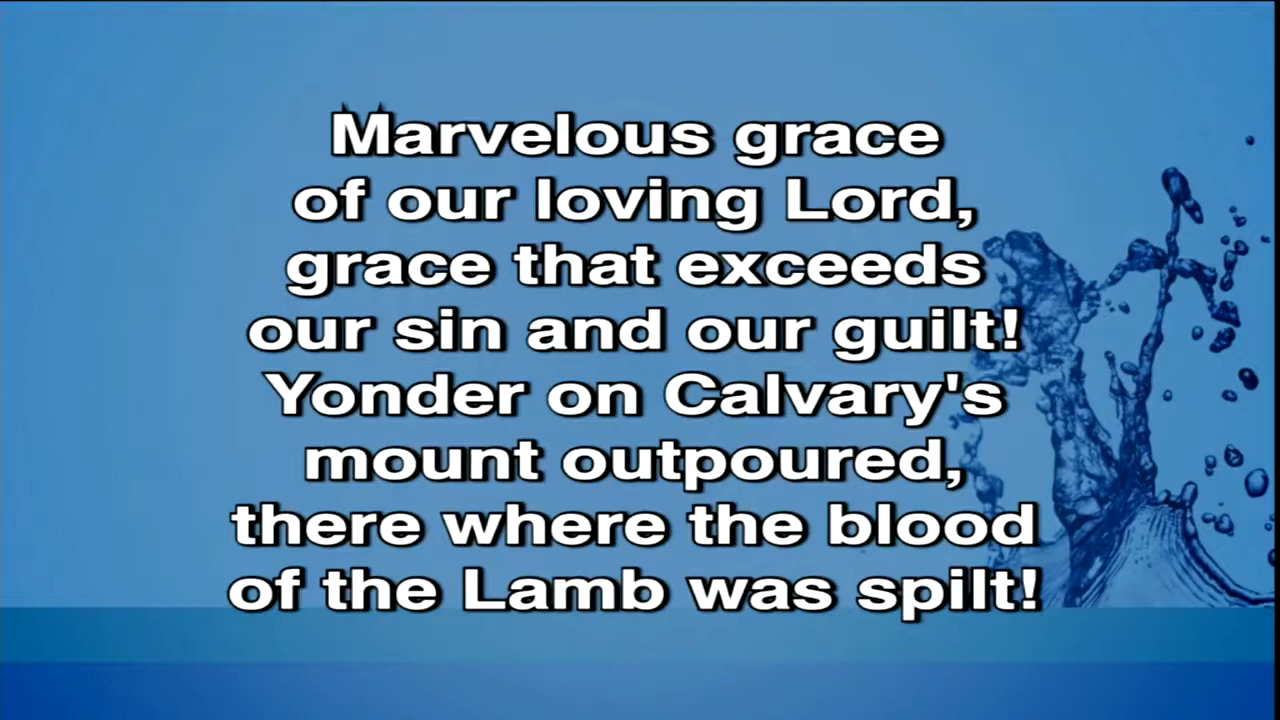 Marvelous grace
of our loving Lord,
grace that exceeds
our sin and our guilt!
Yonder on Calvary's
mount outpoured,
there where the blood
of the Lamb was spilt!